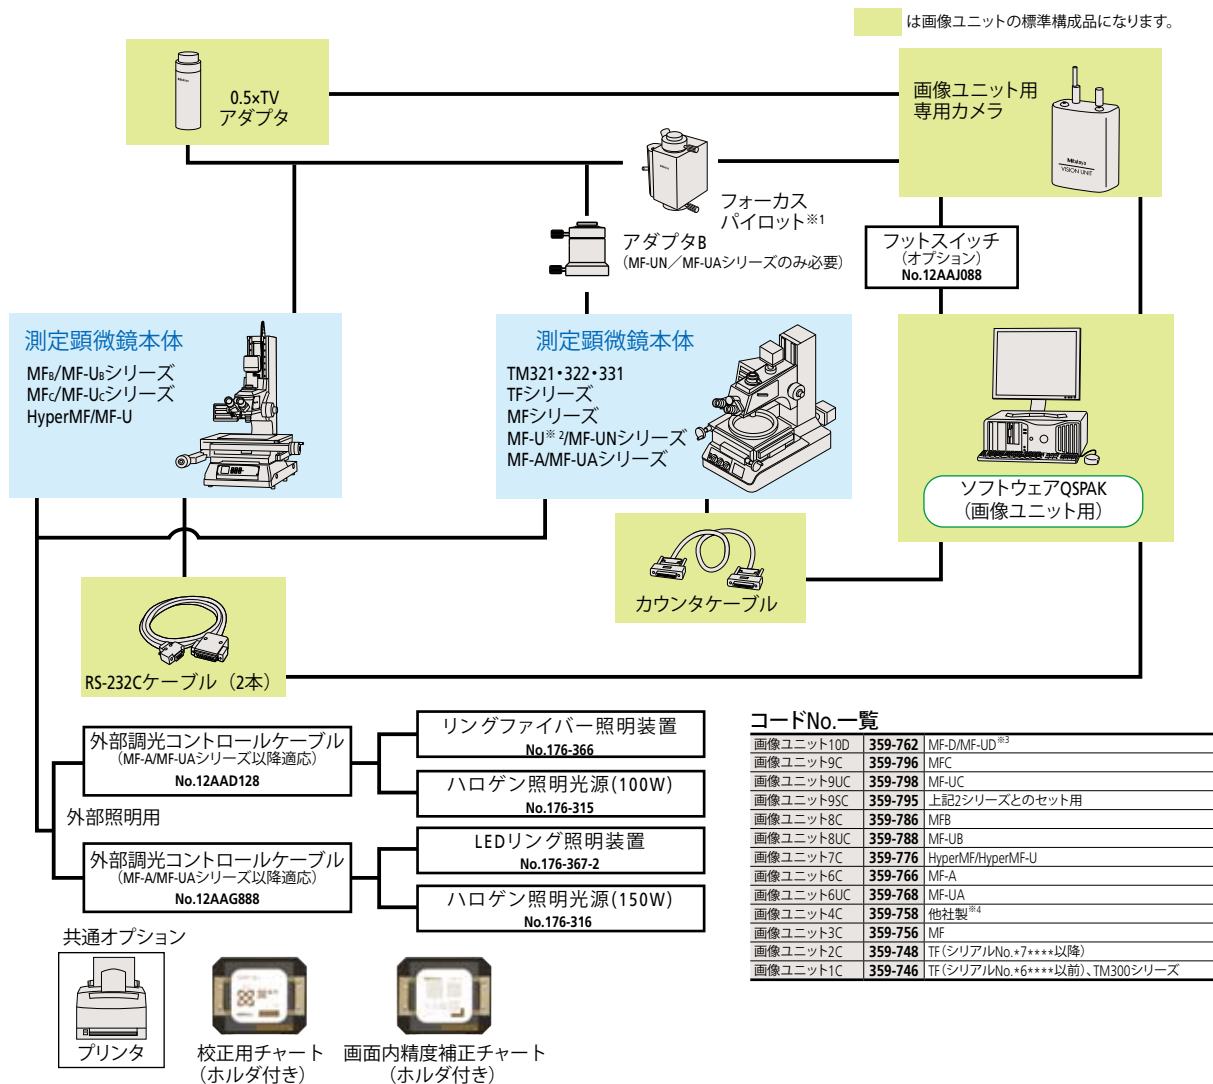 は画像ユニットの標準構成品になります。
0.5×TV
アダプタ
画像ユニット用
専用カメラ
Mitutoyo
VISION UNIT
フォーカス
パイロット※1
アダプタB
(MF-UN／MF-UAシリーズのみ必要)
フットスイッチ
(オプション)
No.12AAJ088
測定顕微鏡本体
MFB/MF-UBシリーズ
MFC/MF-UCシリーズ
HyperMF/MF-U
測定顕微鏡本体
TM321・322・331
TFシリーズ
MFシリーズ
MF-U※2/MF-UNシリーズ
MF-A/MF-UAシリーズ
ソフトウェアQSPAK
(画像ユニット用)
カウンタケーブル
RS-232Cケーブル（2本）
外部調光コントロールケーブル
(MF-A/MF-UAシリーズ以降適応)
No.12AAD128
リングファイバー照明装置
No.176-366
ハロゲン照明光源(100W)
No.176-315
外部照明用
外部調光コントロールケーブル
(MF-A/MF-UAシリーズ以降適応)
No.12AAG888
LEDリング照明装置
No.176-367-2
ハロゲン照明光源(150W)
No.176-316
コードNo.一覧
画像ユニット10D 359-762 MF-D/MF-UD※3
画像ユニット9C 359-796 MFC
画像ユニット9UC 359-798 MF-UC
画像ユニット9SC 359-795 上記2シリーズとのセット用
画像ユニット8C 359-786 MFB
画像ユニット8UC 359-788 MF-UB
画像ユニット7C 359-776 HyperMF/HyperMF-U
画像ユニット6C 359-766 MF-A
画像ユニット6UC 359-768 MF-UA
画像ユニット4C 359-758 他社製※4
画像ユニット3C 359-756 MF
画像ユニット2C 359-748 TF(シリアルNo.*7****以降)
画像ユニット1C 359-746 TF(シリアルNo.*6****以前)、TM300シリーズ
共通オプション
プリンタ
校正用チャート
(ホルダ付き)
画面内精度補正チャート
(ホルダ付き)